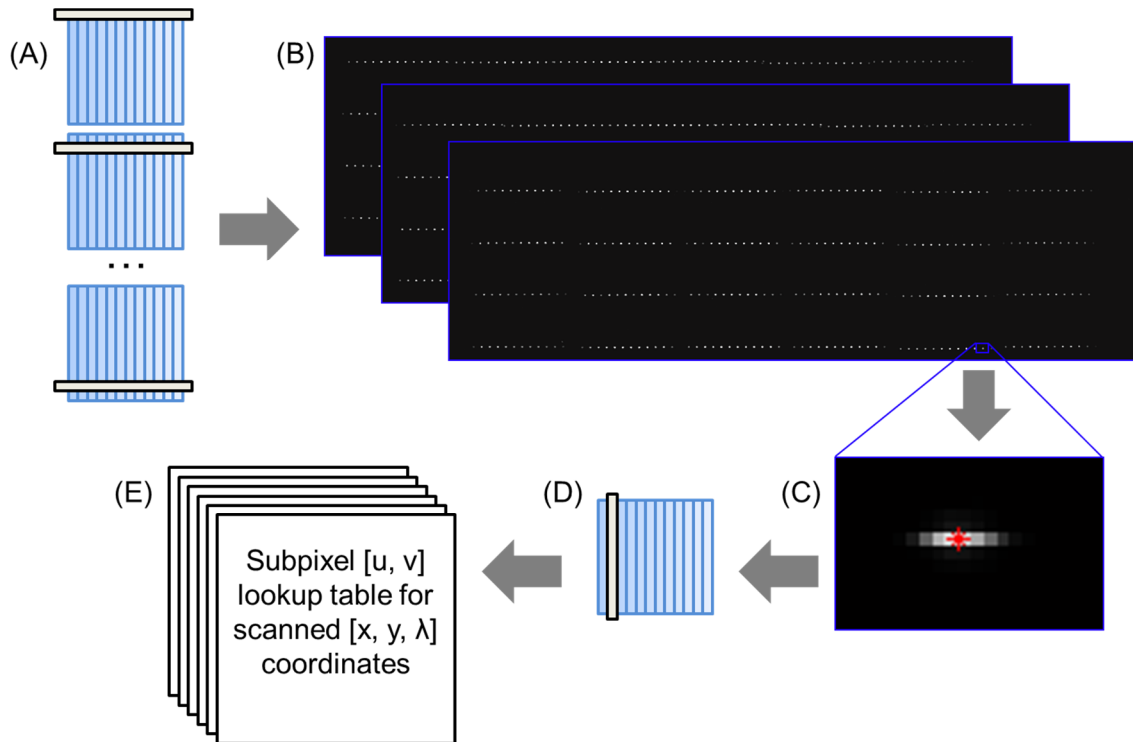 (A)
(B)
. . .
(C)
(D)
(E)
Subpixel [u, v]
lookup table for
scanned [x, y, λ]
coordinates